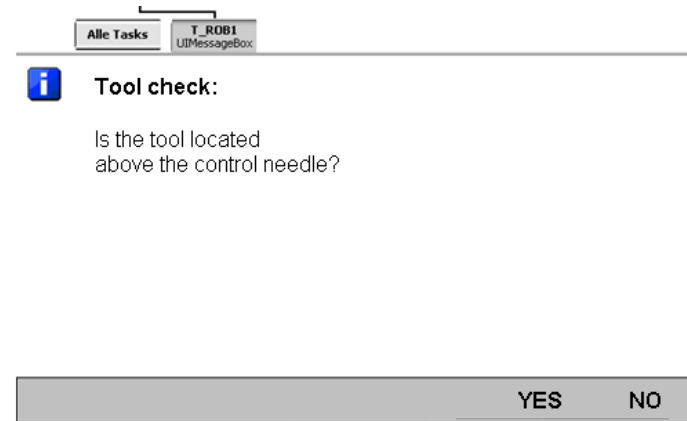 Alle Tasks
T_ROB1
UIMessageBox
Tool check:
Is the tool located
above the control needle?
YES NO